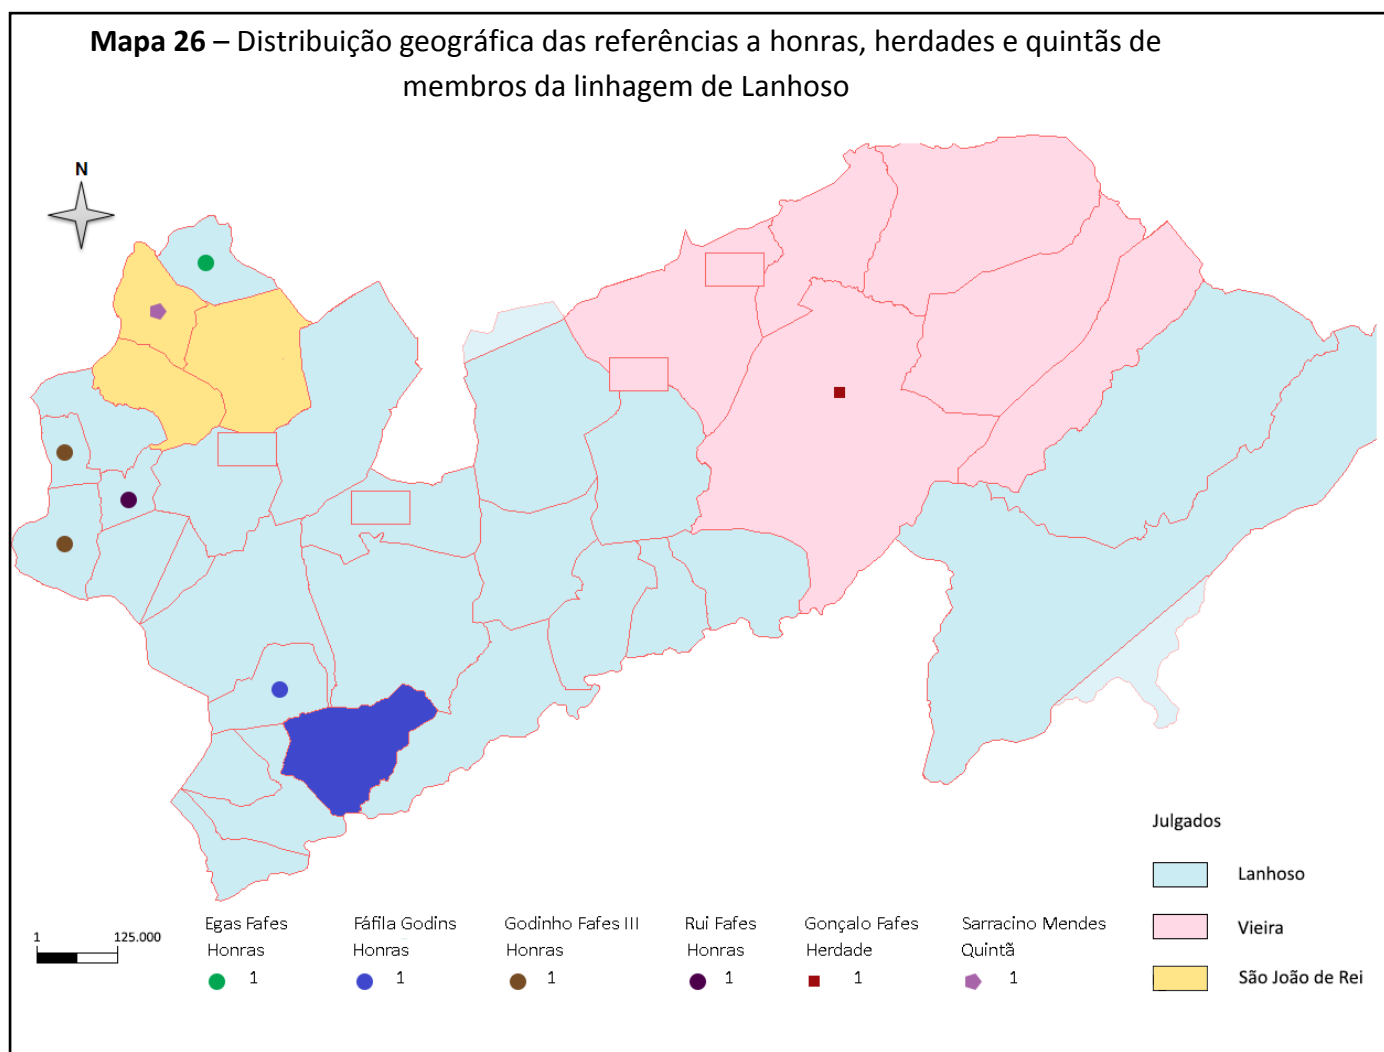 Mapa 26 – Distribuição geográfica das referências a honras, herdades e quintãs de
membros da linhagem de Lanhoso
N
Julgados
Lanhoso
Vieira
São João de Rei
1 125.000
Egas Fafes
Honras
1
Fáfila Godins
Honras
1
Godinho Fafes III
Honras
1
Rui Fafes
Honras
1
Gonçalo Fafes
Herdade
1
Sarracino Mendes
Quintã
1